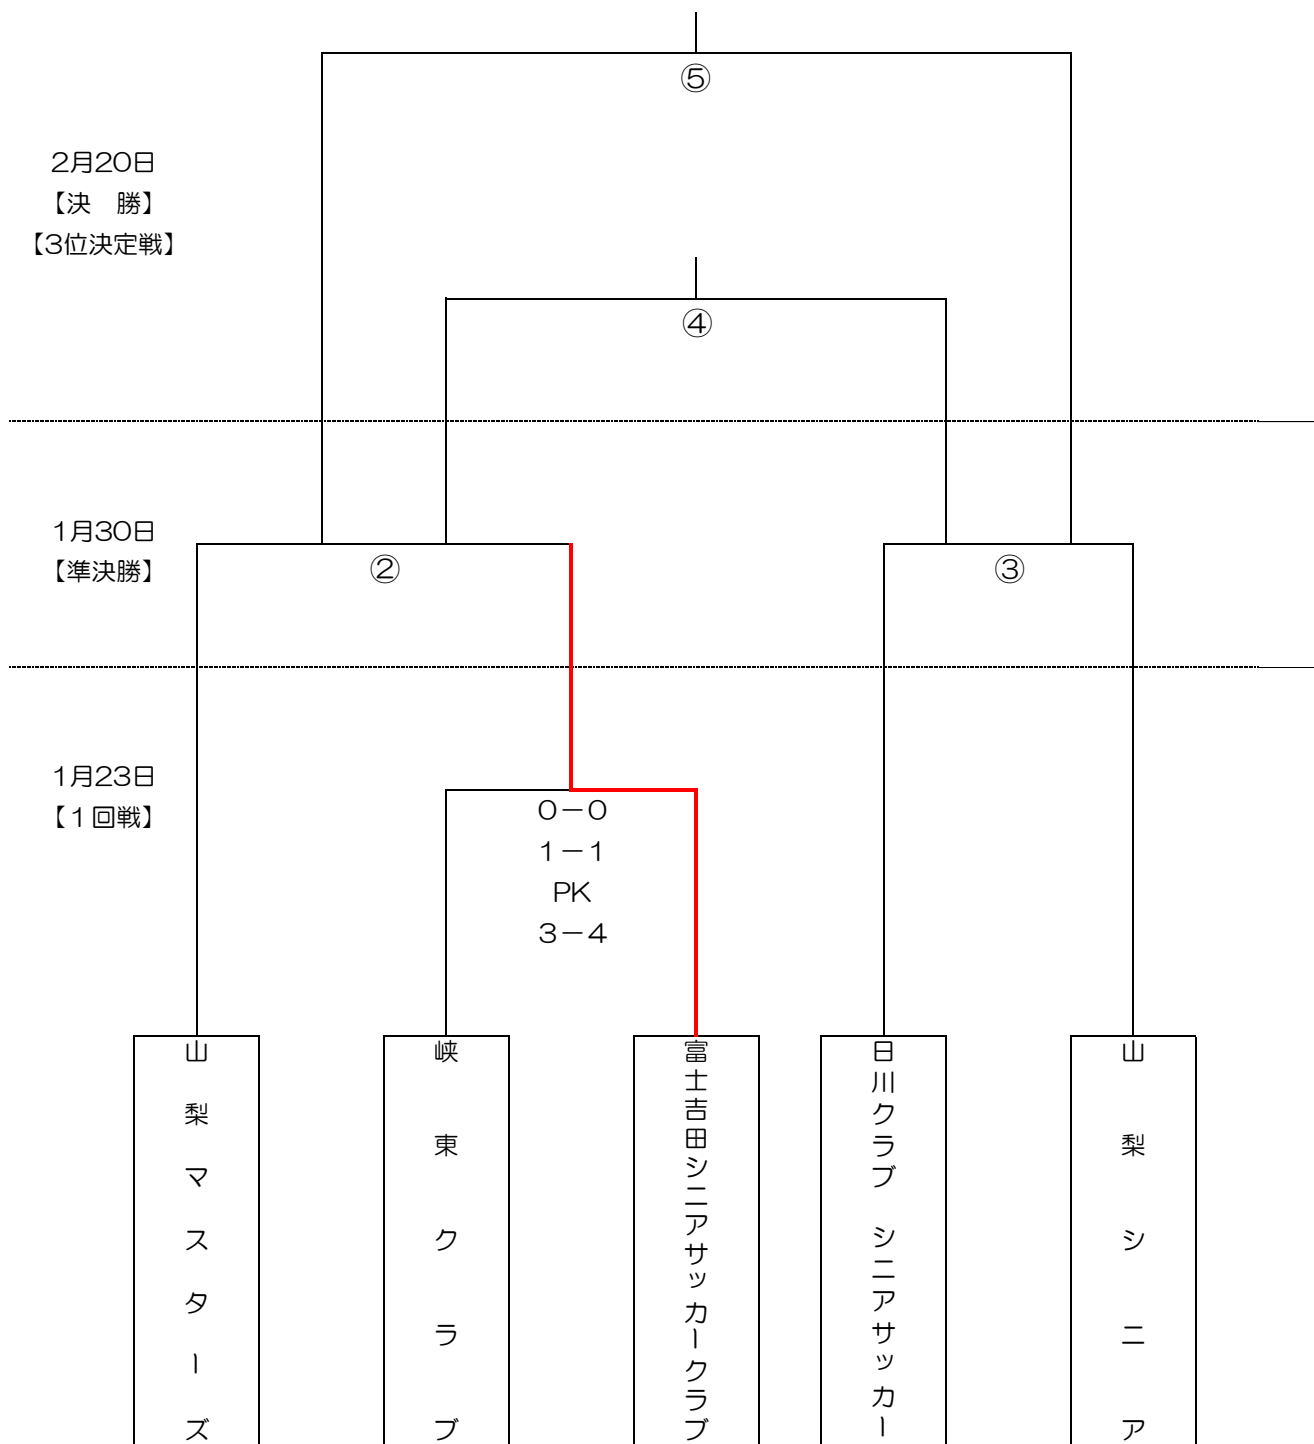 ⑤
2月20日
【決　勝】
【3位決定戦】
④
1月30日
【準決勝】
②
③
1月23日
【1回戦】
0－0
1－1
PK
3－4
山梨マスターズ
峡東クラブ
富士吉田シニアサッカークラブ
日川クラブ　シニアサッカー
山梨シニア